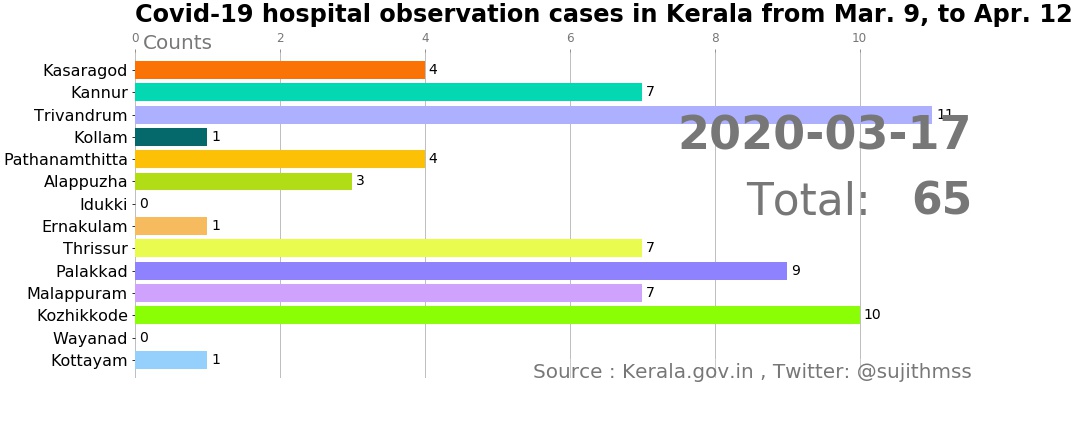 Covid-19 hospital observation cases in Kerala from Mar. 9, to Apr. 12
0 2 4 6 8 10
Counts
Kasaragod 4
Kannur 7
Trivandrum 11
2020-03-17
Kollam 1
Pathanamthitta 4
Alappuzha 3
Total: 65
Idukki 0
Ernakulam 1
Thrissur 7
Palakkad 9
Malappuram 7
Kozhikkode 10
Wayanad 0
Kottayam 1
Source : Kerala.gov.in , Twitter: @sujithmss